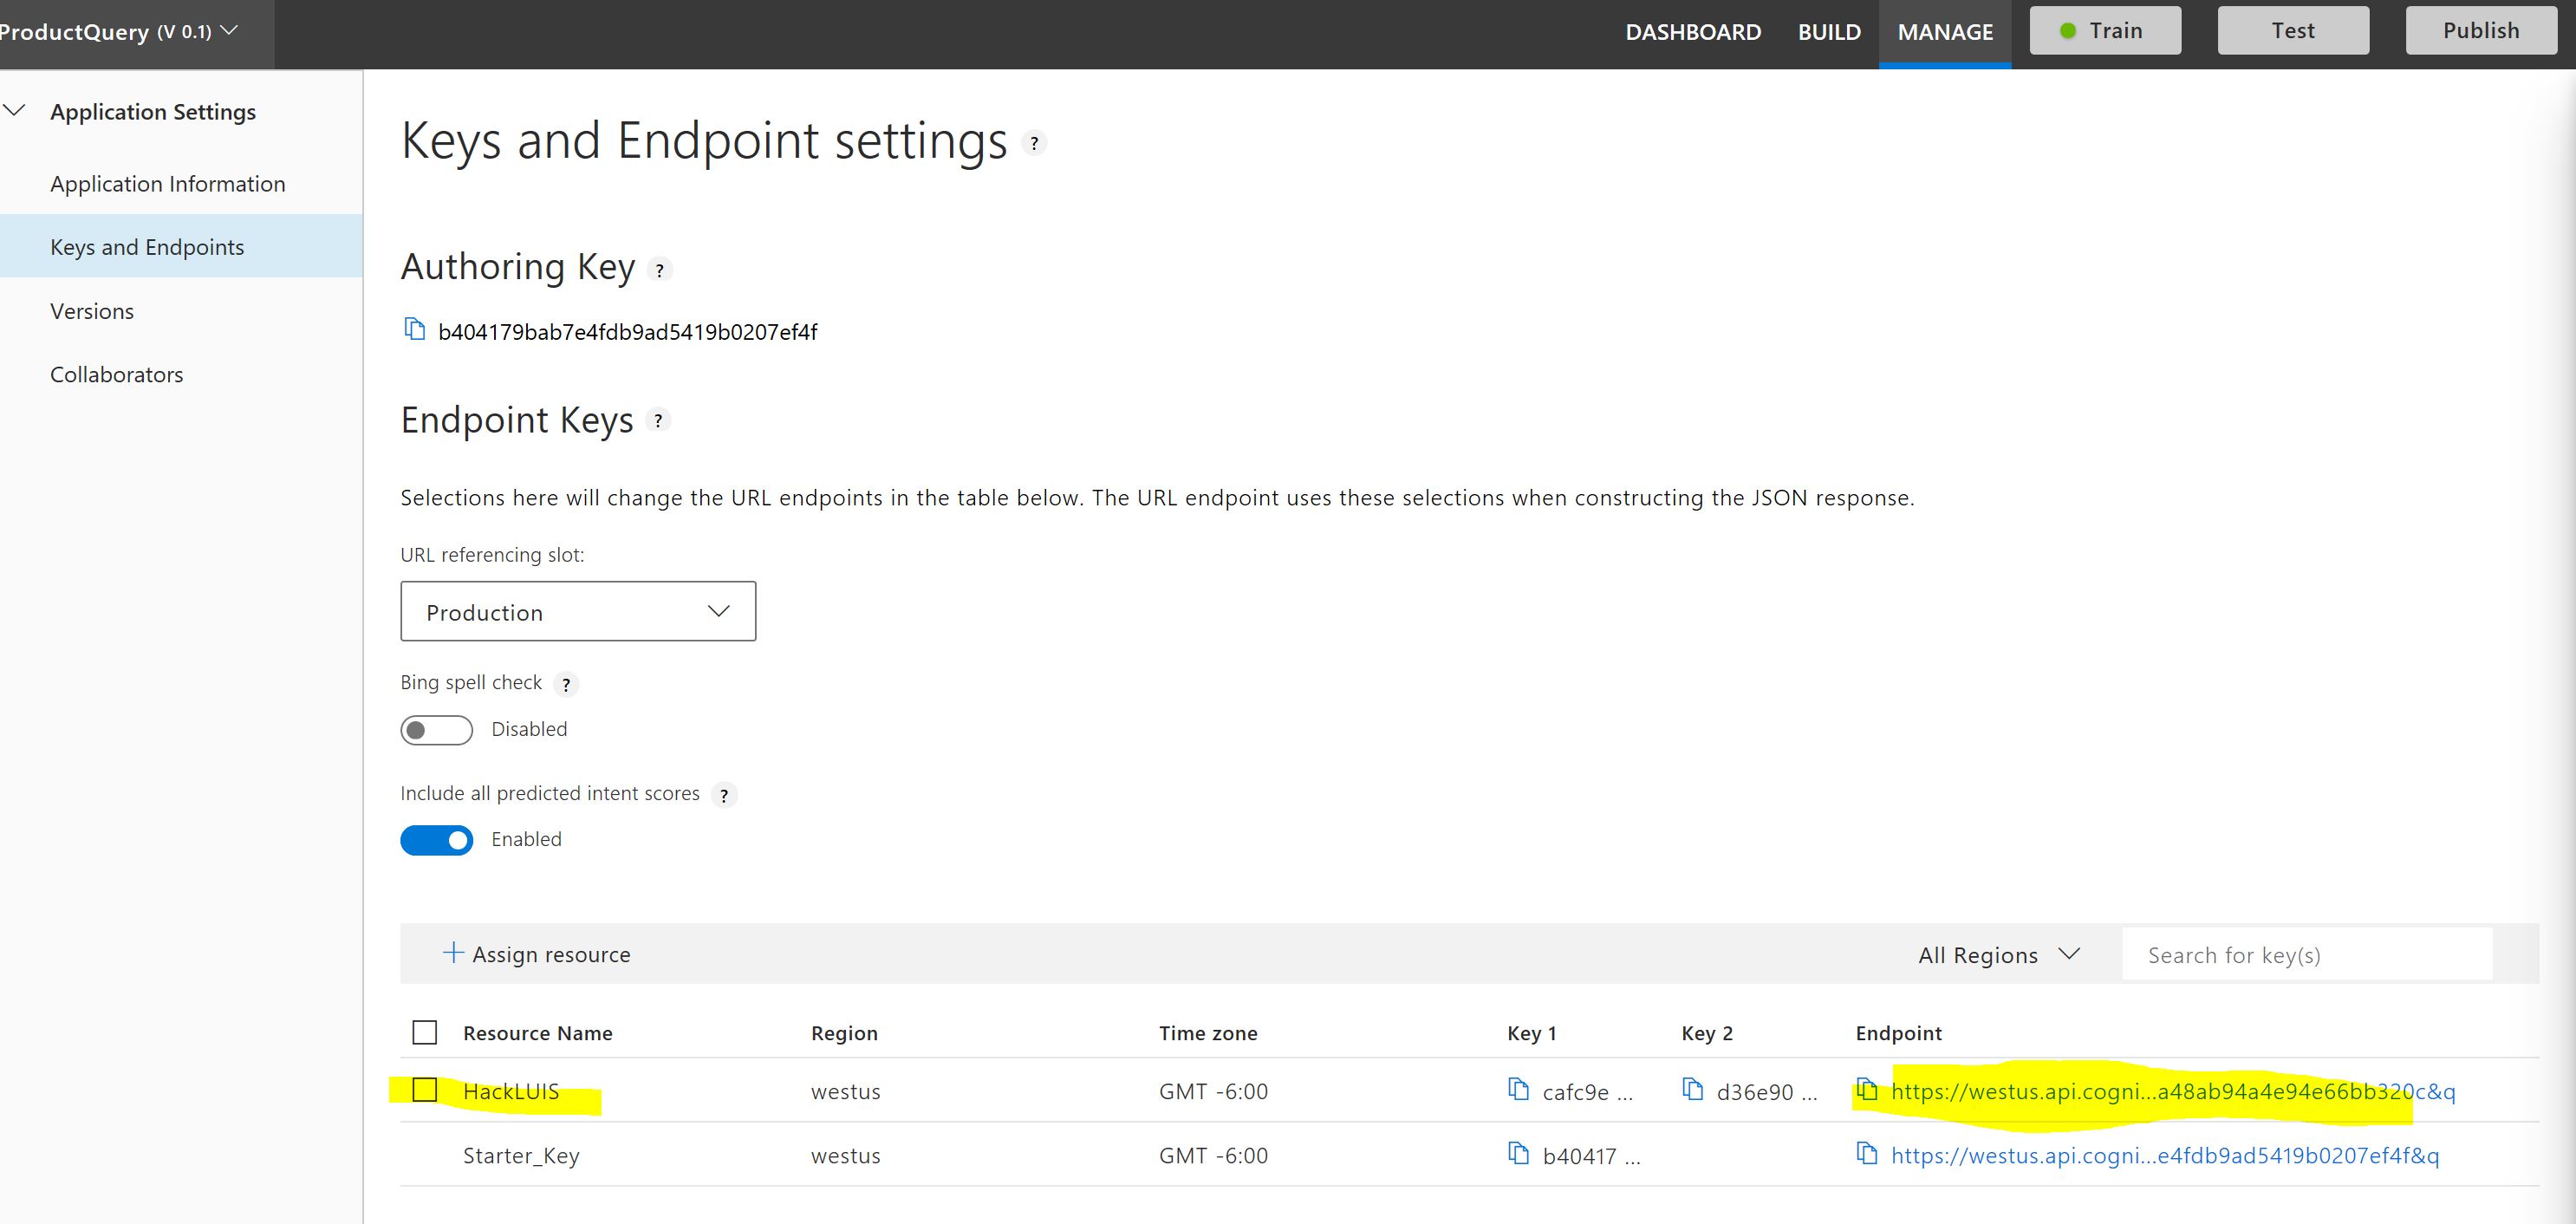 ProductQuery (V 0.1)
DASHBOARD BUILD MANAGE Train Test Publish
Application Settings
Application Information
Keys and Endpoints
Versions
Collaborators
Keys and Endpoint settings ?
Authoring Key ?
b404179bab7e4fdb9ad5419b0207ef4f
Endpoint Keys ?
Selections here will change the URL endpoints in the table below. The URL endpoint uses these selections when constructing the JSON response.
URL referencing slot:
Production
Bing spell check ?
Disabled
Include all predicted intent scores ?
Enabled
+ Assign resource All Regions Search for key(s)
Resource Name Region Time zone Key 1 Key 2 Endpoint
HackLUIS westus GMT -6:00 cafc9e ... d36e90 ... https://westus.api.cogni...a48ab94a4e94e66bb320c&q
Starter_Key westus GMT -6:00 b40417 ... https://westus.api.cogni...e4fdb9ad5419b0207ef4f&q